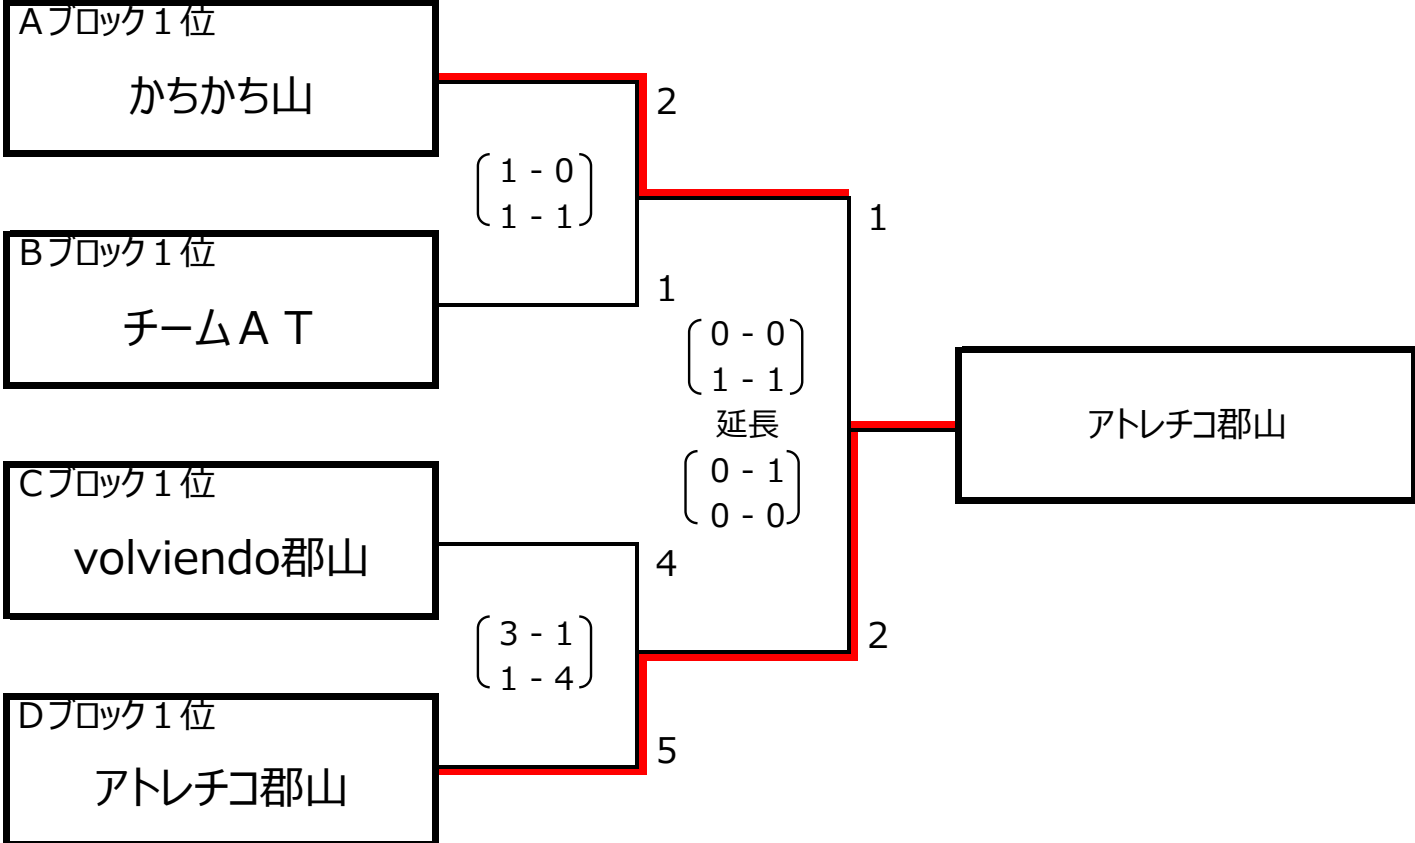 Ａブロック１位
かちかち山
2
1 - 0
1 - 1
1
Ｂブロック１位
チームＡＴ
1
0 - 0
1 - 1
延長
0 - 1
0 - 0
アトレチコ郡山
Ｃブロック１位
volviendo郡山
4
3 - 1
1 - 4
2
Ｄブロック１位
アトレチコ郡山
5